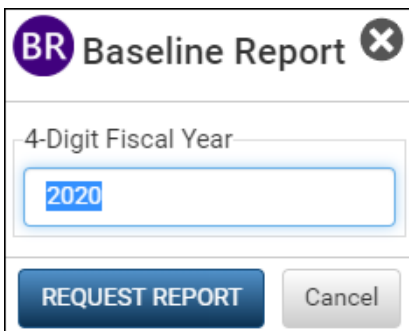 BR Baseline Report
4-Digit Fiscal Year
2020
REQUEST REPORT Cancel